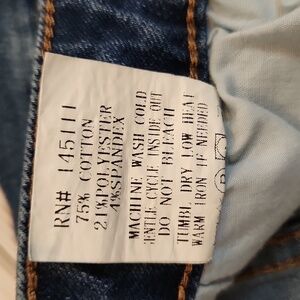 RN# 145111
75% COTTON
21% POLYESTER
4% SPANDEX
MACHINE WASH COLD
GENTLE CYCLE INSIDE OUT
DO NOT BLEACH
TUMBL DRY LOW HEAT
WARM IRON IF NEEDED